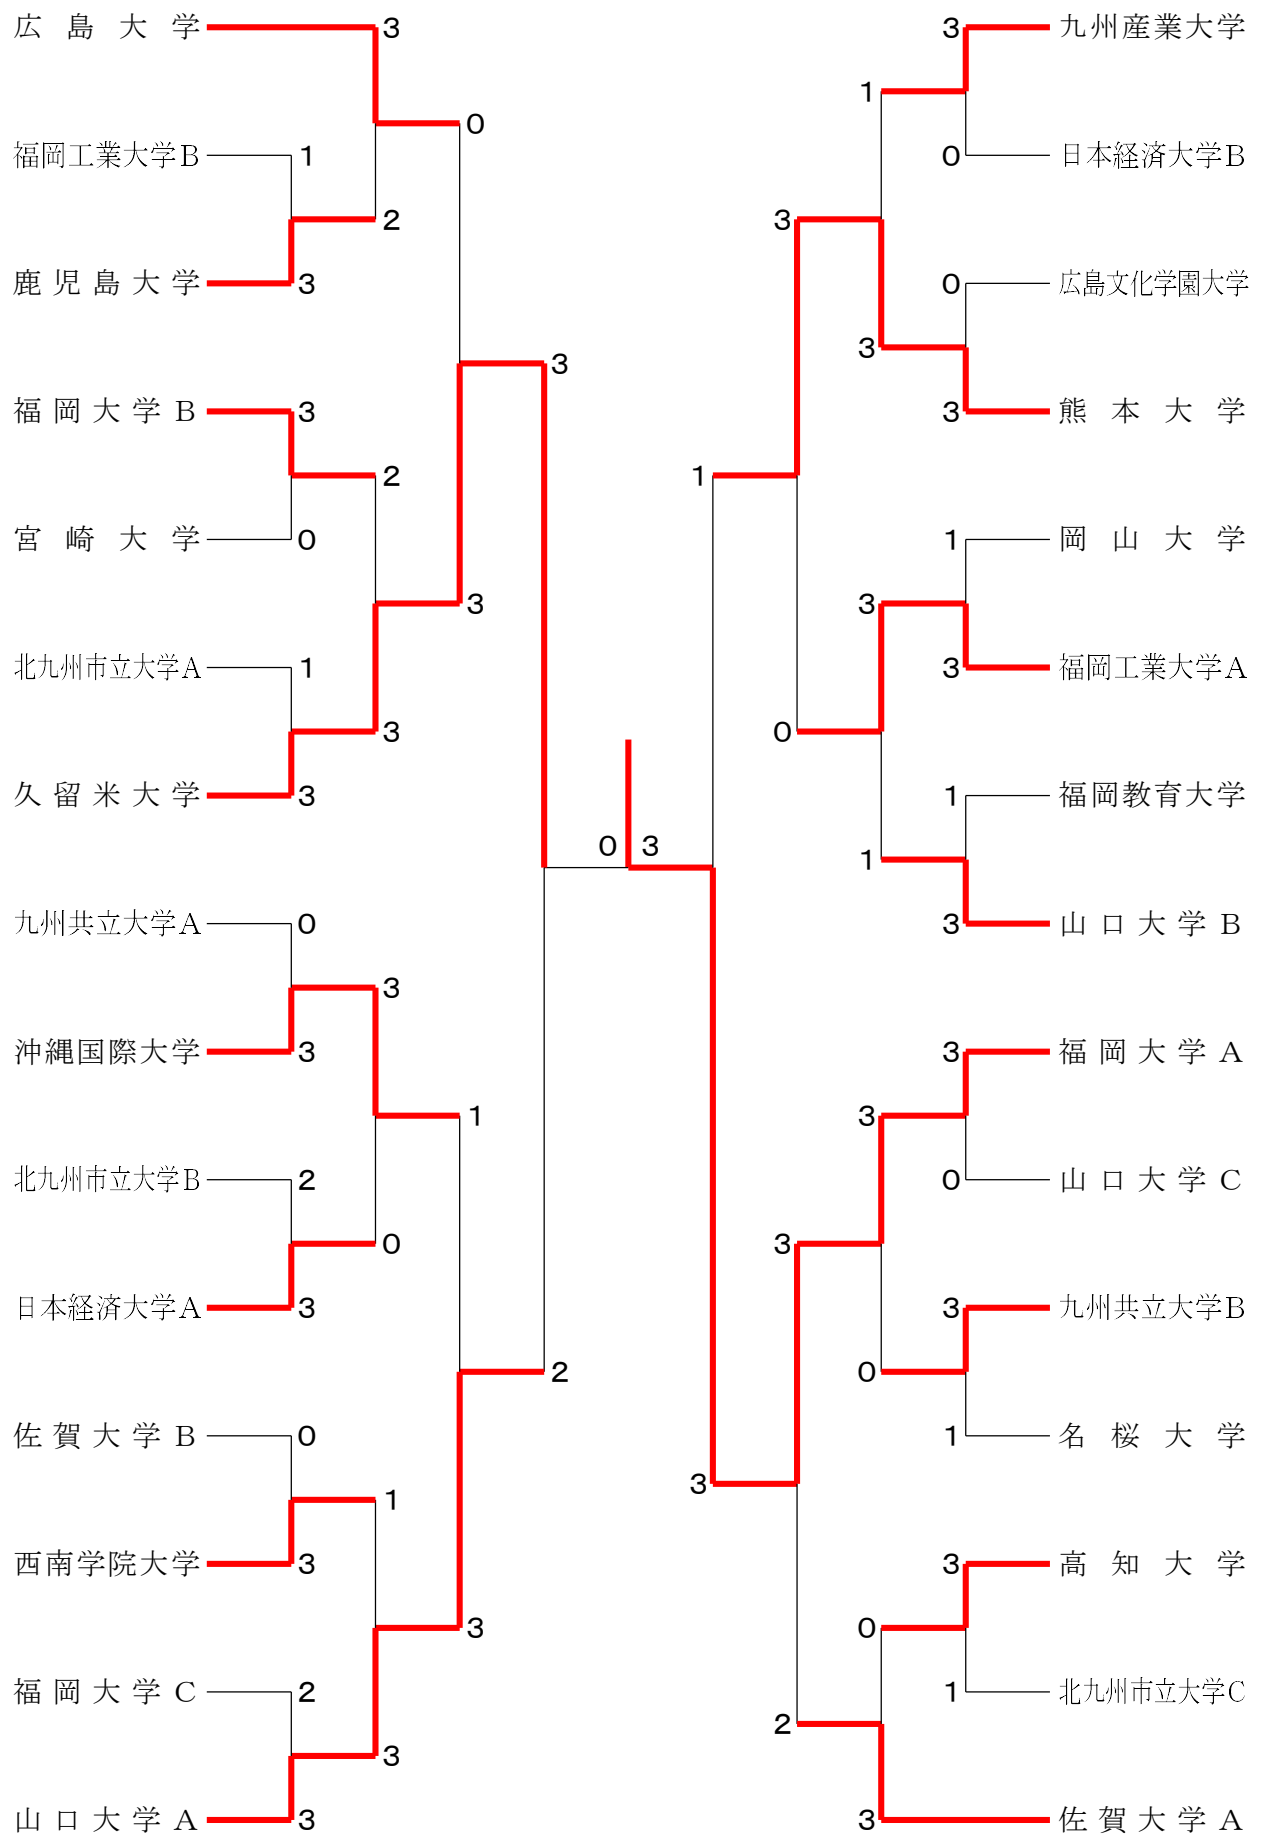 広島大学 3 3 九州産業大学
1
0
福岡工業大学B 1 0 日本経済大学B
2 3
鹿児島大学 3 0 広島文化学園大学
3
3
福岡大学B 3 3 熊本大学
2 1
宮崎大学 0 1 岡山大学
3 3
北九州市立大学A 1 3 福岡工業大学A
3 0
久留米大学 3 1 福岡教育大学
0 3
1
九州共立大学A 0 3 山口大学B
3
沖縄国際大学 3 3 福岡大学A
1 3
北九州市立大学B 2 0 山口大学C
0 3
日本経済大学A 3 3 九州共立大学B
2 0
佐賀大学B 0 1 名桜大学
3
1
西南学院大学 3 3 高知大学
3 0
福岡大学C 2 1 北九州市立大学C
2
3
山口大学A 3 3 佐賀大学A